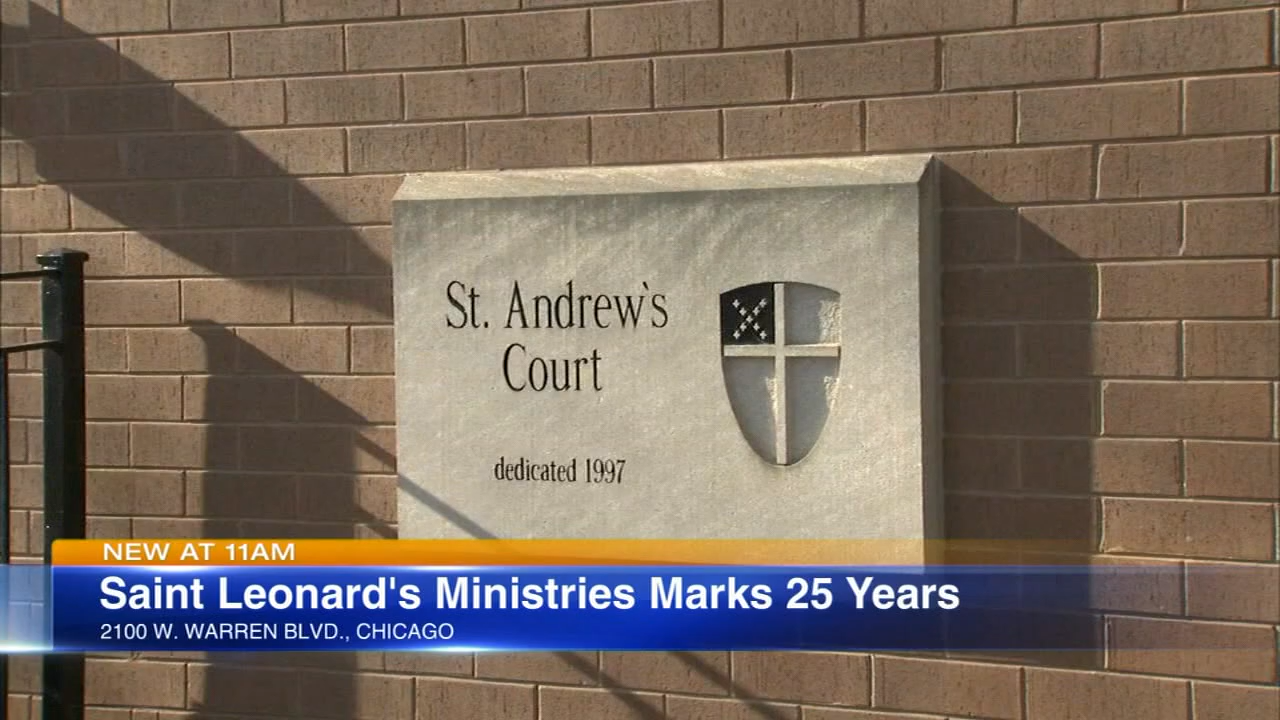 St. Andrew's
Court
dedicated 1997
NEW AT 11AM
Saint Leonard's Ministries Marks 25 Years
2100 W. WARREN BLVD., CHICAGO